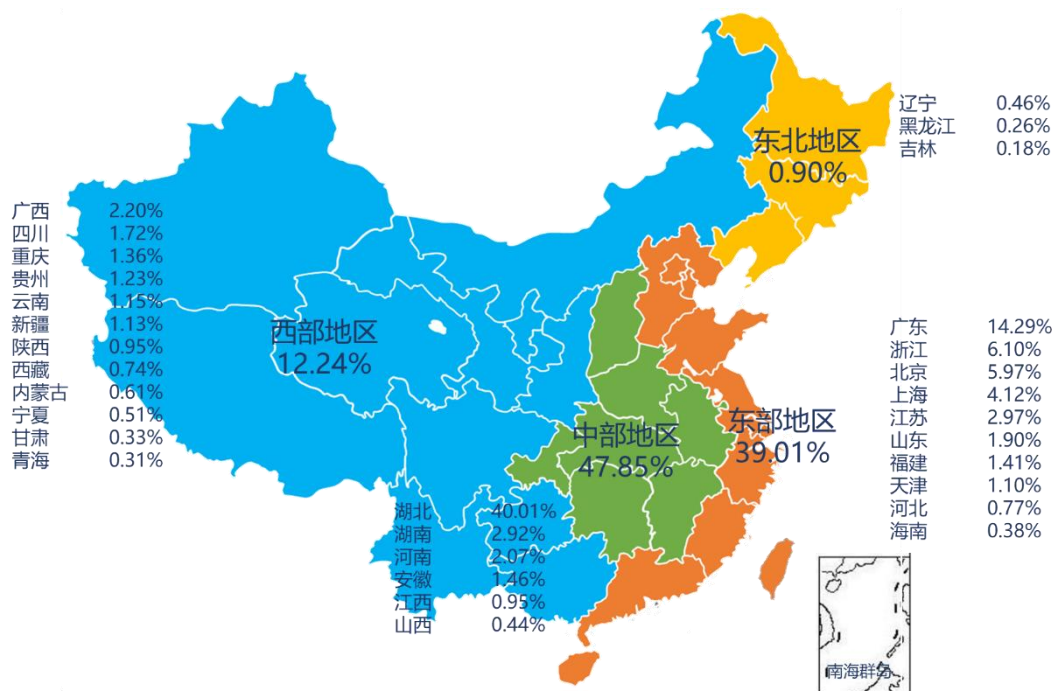 辽宁 0.46%
黑龙江 0.26%
吉林 0.18%
东北地区
0.90%
广西 2.20%
四川 1.72%
重庆 1.36%
贵州 1.23%
云南 1.15%
新疆 1.13%
陕西 0.95%
西藏 0.74%
内蒙古 0.61%
宁夏 0.51%
甘肃 0.33%
青海 0.31%
西部地区
12.24%
中部地区
47.85%
东部地区
39.01%
广东 14.29%
浙江 6.10%
北京 5.97%
上海 4.12%
江苏 2.97%
山东 1.90%
福建 1.41%
天津 1.10%
河北 0.77%
海南 0.38%
湖北 40.01%
湖南 2.92%
河南 2.07%
安徽 1.46%
江西 0.95%
山西 0.44%
南海群岛